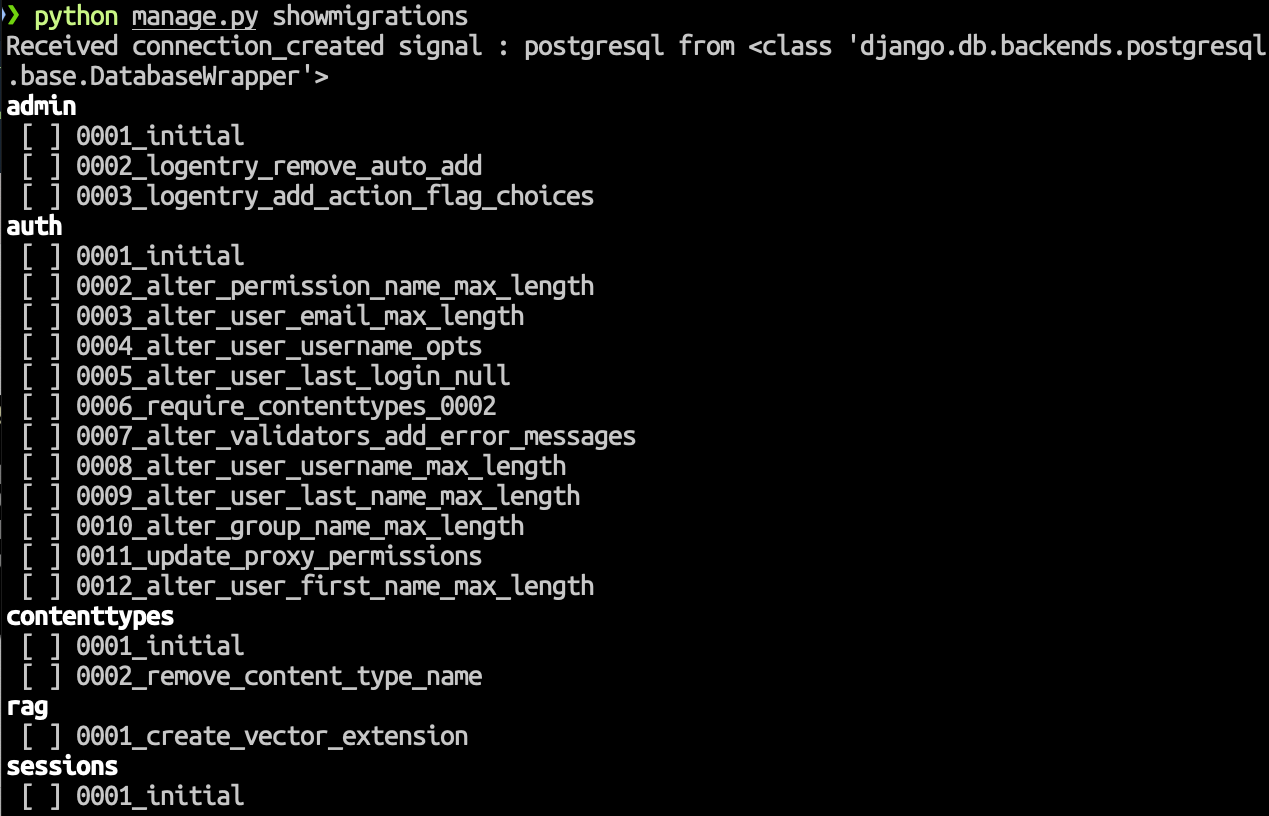 ❯ python manage.py showmigrations
Received connection_created signal : postgresql from <class 'django.db.backends.postgresql
.base.DatabaseWrapper'>
admin
 [ ] 0001_initial
 [ ] 0002_logentry_remove_auto_add
 [ ] 0003_logentry_add_action_flag_choices
auth
 [ ] 0001_initial
 [ ] 0002_alter_permission_name_max_length
 [ ] 0003_alter_user_email_max_length
 [ ] 0004_alter_user_username_opts
 [ ] 0005_alter_user_last_login_null
 [ ] 0006_require_contenttypes_0002
 [ ] 0007_alter_validators_add_error_messages
 [ ] 0008_alter_user_username_max_length
 [ ] 0009_alter_user_last_name_max_length
 [ ] 0010_alter_group_name_max_length
 [ ] 0011_update_proxy_permissions
 [ ] 0012_alter_user_first_name_max_length
contenttypes
 [ ] 0001_initial
 [ ] 0002_remove_content_type_name
rag
 [ ] 0001_create_vector_extension
sessions
 [ ] 0001_initial